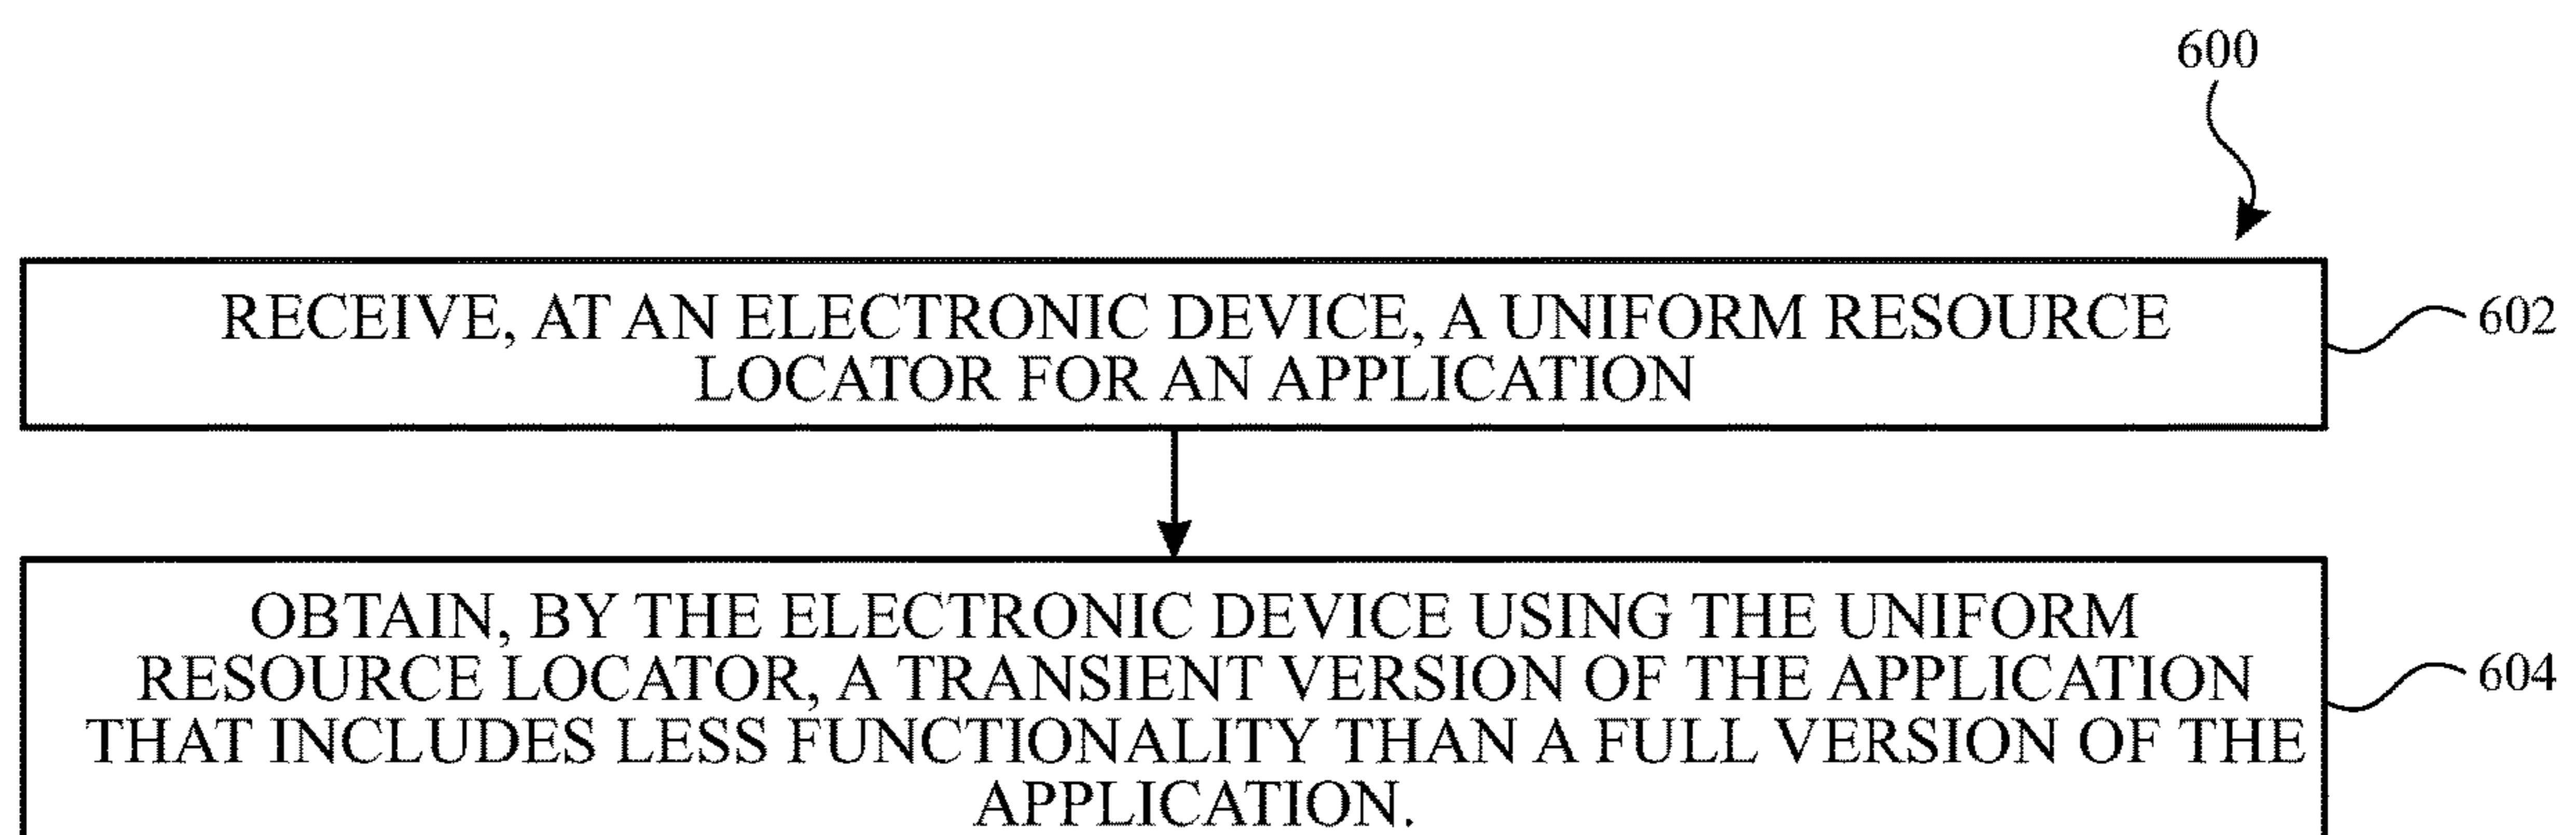 600
RECEIVE, AT AN ELECTRONIC DEVICE, A UNIFORM RESOURCE
LOCATOR FOR AN APPLICATION
602
OBTAIN, BY THE ELECTRONIC DEVICE USING THE UNIFORM
RESOURCE LOCATOR, A TRANSIENT VERSION OF THE APPLICATION
THAT INCLUDES LESS FUNCTIONALITY THAN A FULL VERSION OF THE
APPLICATION.
604